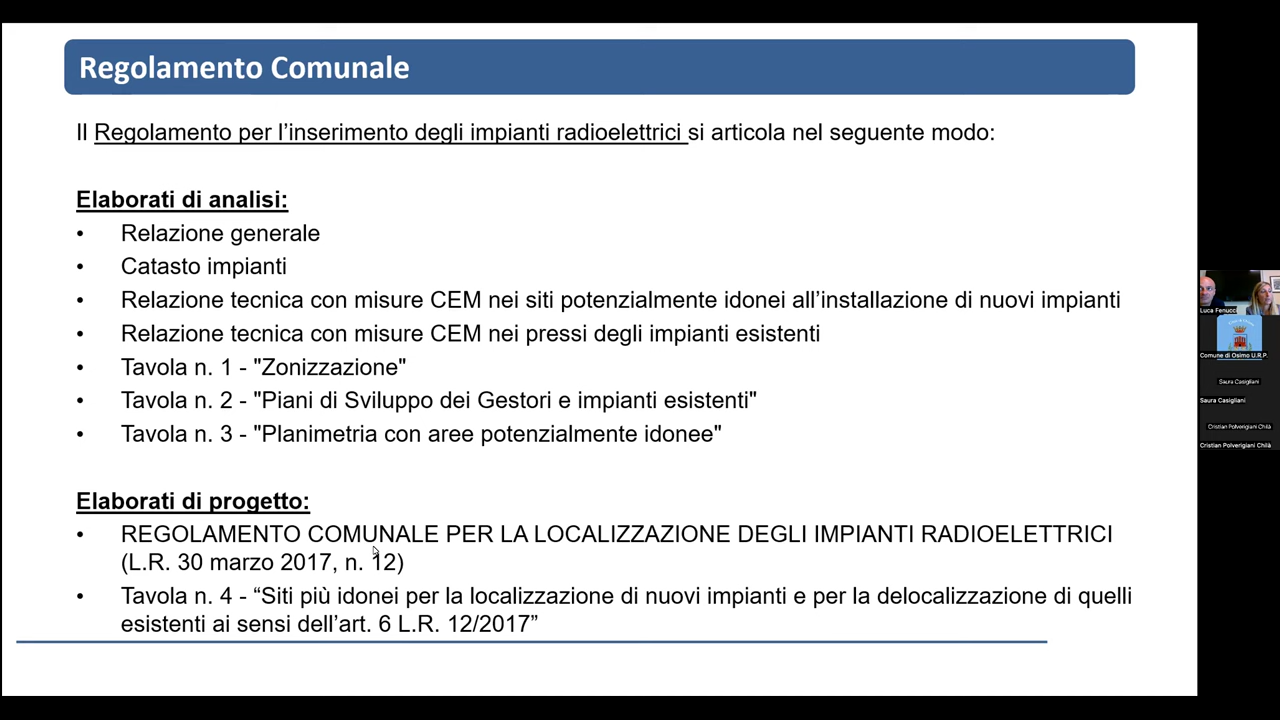 Regolamento Comunale
Il Regolamento per l’inserimento degli impianti radioelettrici si articola nel seguente modo:
Elaborati di analisi:
• Relazione generale
• Catasto impianti
• Relazione tecnica con misure CEM nei siti potenzialmente idonei all’installazione di nuovi impianti
• Relazione tecnica con misure CEM nei pressi degli impianti esistenti
• Tavola n. 1 - "Zonizzazione"
• Tavola n. 2 - "Piani di Sviluppo dei Gestori e impianti esistenti"
• Tavola n. 3 - "Planimetria con aree potenzialmente idonee"
Elaborati di progetto:
• REGOLAMENTO COMUNALE PER LA LOCALIZZAZIONE DEGLI IMPIANTI RADIOELETTRICI
(L.R. 30 marzo 2017, n. 12)
• Tavola n. 4 - “Siti più idonei per la localizzazione di nuovi impianti e per la delocalizzazione di quelli
esistenti ai sensi dell’art. 6 L.R. 12/2017”
Luca Fenucci
Comune di Osimo U.R.P.
Saura Casigliani
Saura Casigliani
Cristian Polverigiani Chilà
Cristian Polverigiani Chilà